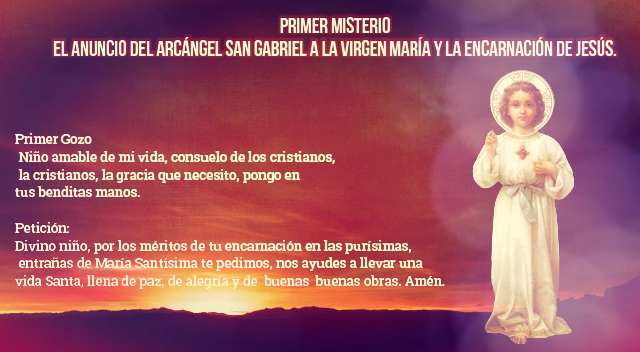 PRIMER MISTERIO
EL ANUNCIO DEL ARCÁNGEL SAN GABRIEL A LA VIRGEN MARÍA Y LA ENCARNACIÓN DE JESÚS.
Primer Gozo
Niño amable de mi vida, consuelo de los cristianos,
la cristianos, la gracia que necesito, pongo en
tus benditas manos.
Petición:
Divino niño, por los méritos de tu encarnación en las purísimas,
entrañas de María Santisima te pedimos, nos ayudes a llevar una
vida Santa, llena de paz, de alegría y de buenas buenas obras. Amén.